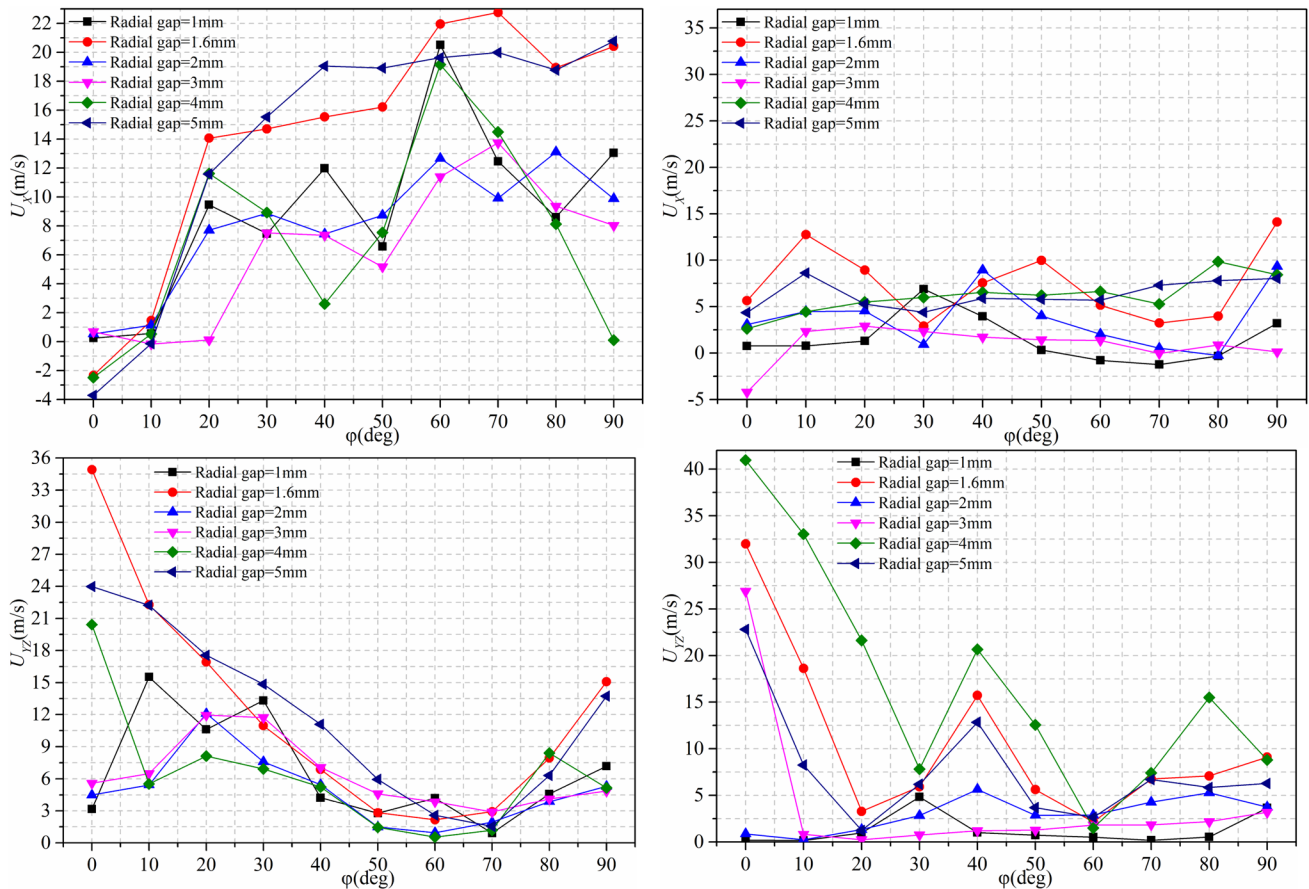 22
20
18
16
14
12
10
8
6
4
2
0
-2
-4
U_X(m/s)
Radial gap=1mm
Radial gap=1.6mm
Radial gap=2mm
Radial gap=3mm
Radial gap=4mm
Radial gap=5mm
0 10 20 30 40 50 60 70 80 90
φ(deg)
35
30
25
20
15
10
5
0
-5
U_X(m/s)
Radial gap=1mm
Radial gap=1.6mm
Radial gap=2mm
Radial gap=3mm
Radial gap=4mm
Radial gap=5mm
0 10 20 30 40 50 60 70 80 90
φ(deg)
36
33
30
27
24
21
18
15
12
9
6
3
0
U_YZ(m/s)
Radial gap=1mm
Radial gap=1.6mm
Radial gap=2mm
Radial gap=3mm
Radial gap=4mm
Radial gap=5mm
0 10 20 30 40 50 60 70 80 90
φ(deg)
40
35
30
25
20
15
10
5
0
U_YZ(m/s)
Radial gap=1mm
Radial gap=1.6mm
Radial gap=2mm
Radial gap=3mm
Radial gap=4mm
Radial gap=5mm
0 10 20 30 40 50 60 70 80 90
φ(deg)